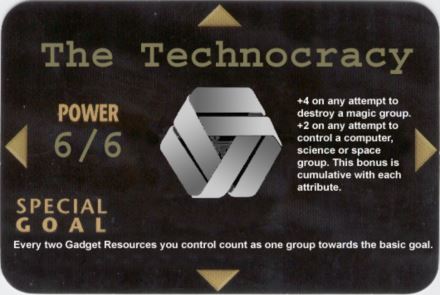 The Technocracy
POWER
6/6
+4 on any attempt to
destroy a magic group.
+2 on any attempt to
control a computer,
science or space
group. This bonus is
cumulative with each
attribute.
SPECIAL
GOAL
Every two Gadget Resources you control count as one group towards the basic goal.